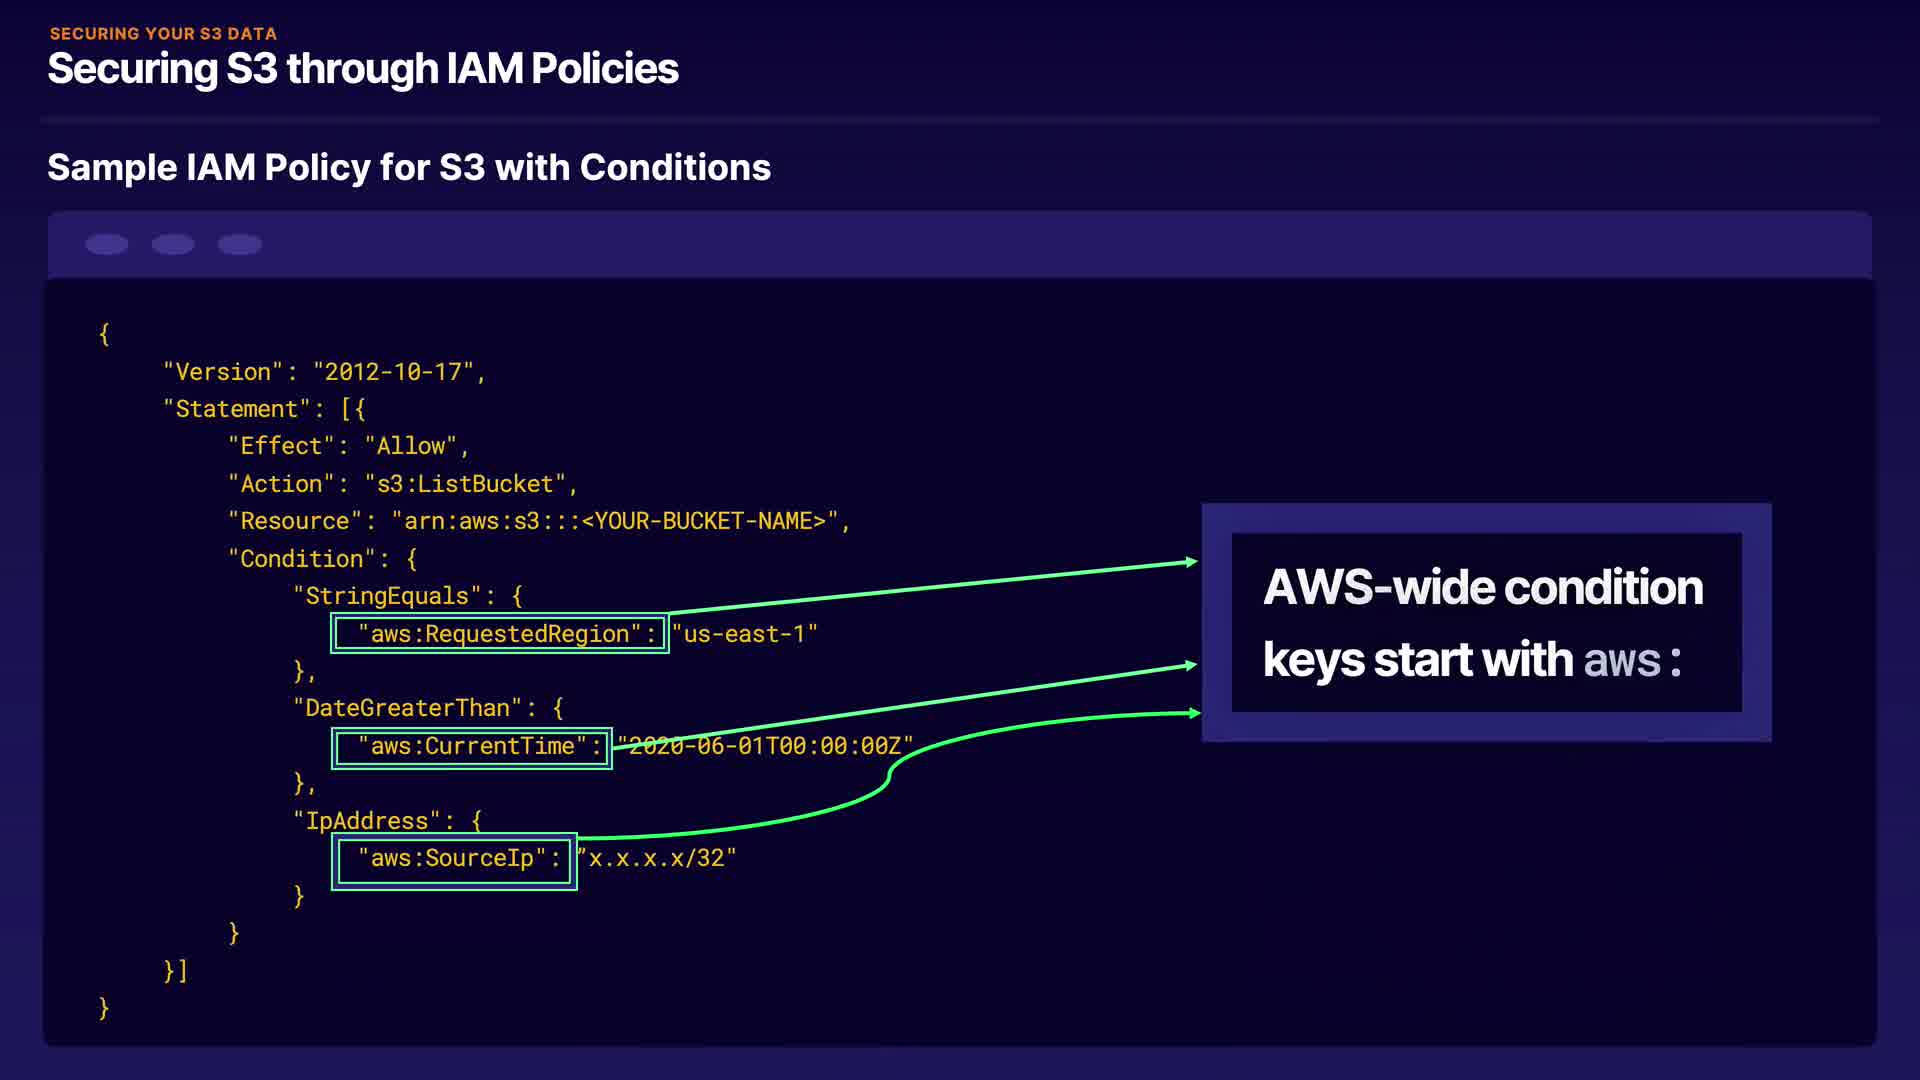 SECURING YOUR S3 DATA
Securing S3 through IAM Policies
Sample IAM Policy for S3 with Conditions
{
"Version": "2012-10-17",
"Statement": [{
"Effect": "Allow",
"Action": "s3:ListBucket",
"Resource": "arn:aws:s3:::<YOUR-BUCKET-NAME>",
"Condition": {
"StringEquals": {
"aws:RequestedRegion": "us-east-1"
},
"DateGreaterThan": {
"aws:CurrentTime": "2020-06-01T00:00:00Z"
},
"IpAddress": {
"aws:SourceIp": "x.x.x.x/32"
}
}
}]
}
AWS-wide condition
keys start with aws: